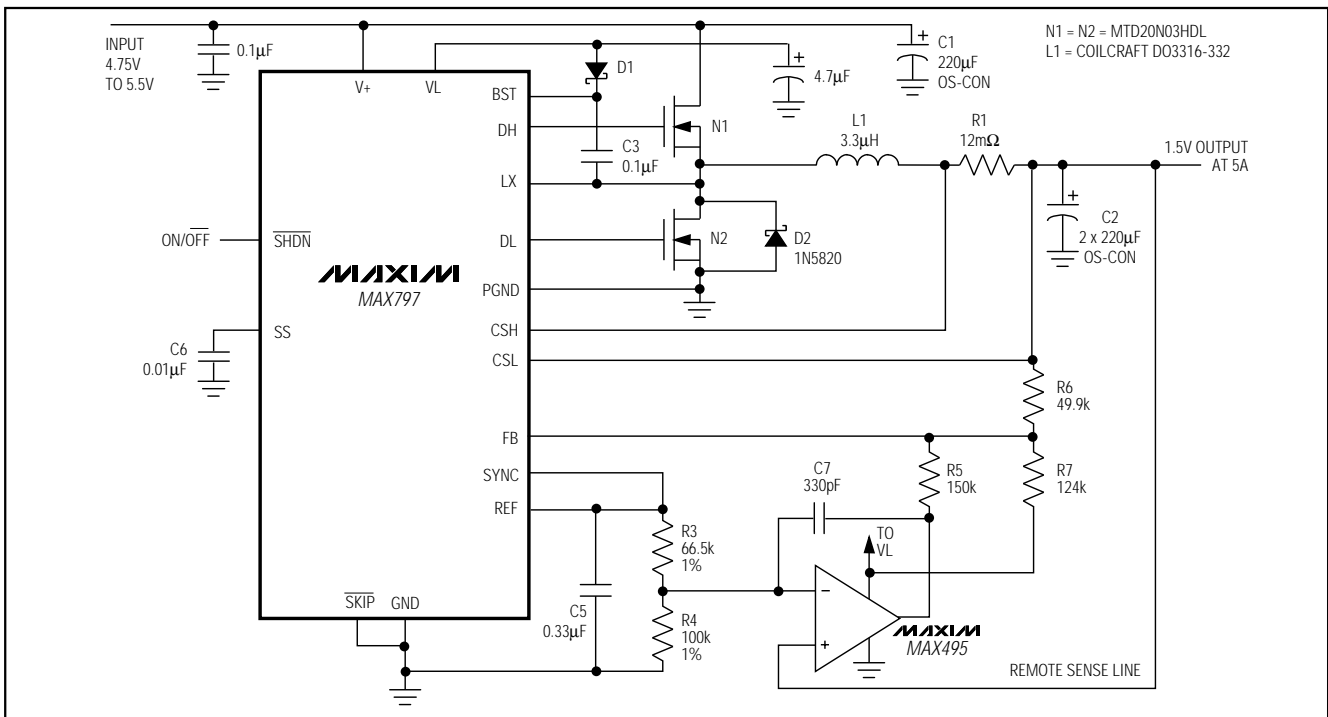 INPUT
4.75V
TO 5.5V
0.1µF
V+
VL
D1
4.7µF
C1
220µF
OS-CON
N1 = N2 = MTD20N03HDL
L1 = COILCRAFT DO3316-332
BST
DH
LX
DL
PGND
CSH
CSL
FB
SYNC
REF
C3
0.1µF
N1
N2
D2
1N5820
L1
3.3µH
R1
12mΩ
1.5V OUTPUT
AT 5A
C2
2 x 220µF
OS-CON
ON/OFF
SHDN
MAXIM
MAX797
SS
C6
0.01µF
R6
49.9k
R5
150k
R7
124k
C7
330pF
R3
66.5k
1%
TO
VL
SKIP
GND
C5
0.33µF
R4
100k
1%
−
+
MAXIM
MAX495
REMOTE SENSE LINE
+
+
+